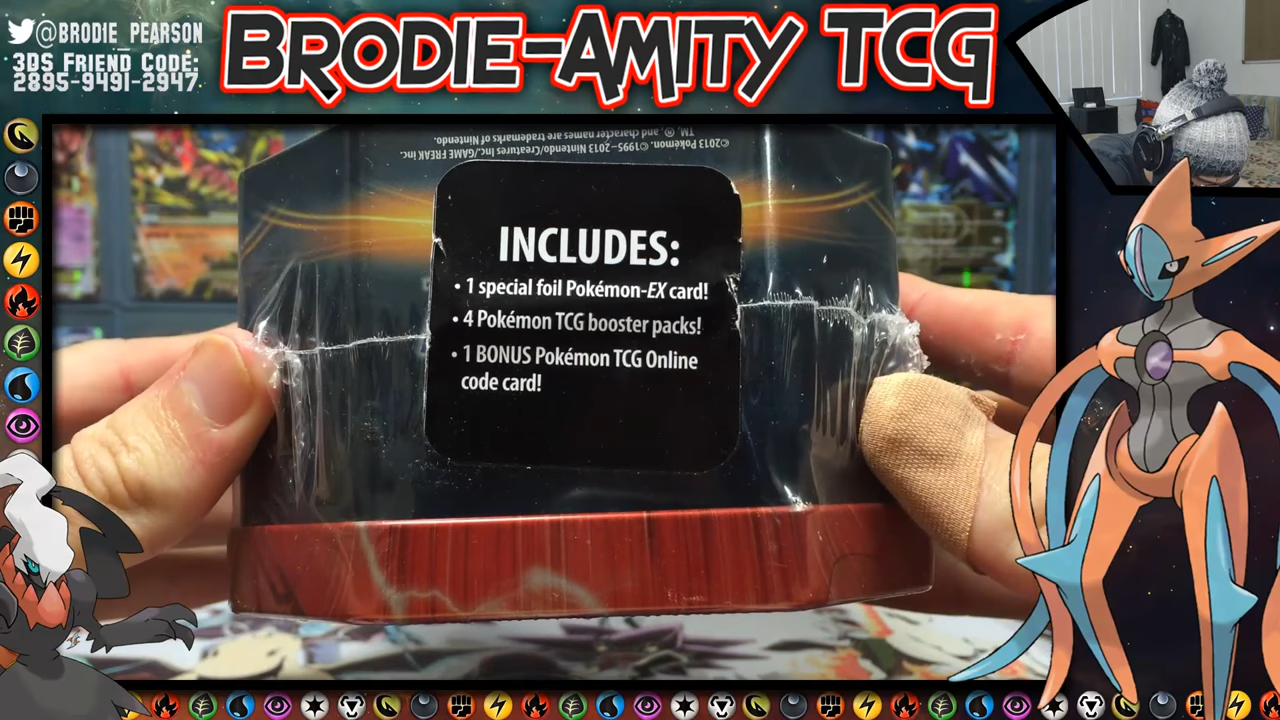 @BRODIE_PEARSON
3DS FRIEND CODE:
2895-9491-2947
BRODIE-AMITY TCG
TM, ®, and character names are trademarks of Nintendo.
©2013 Pokémon. ©1995–2013 Nintendo/Creatures Inc./GAME FREAK inc.
INCLUDES:
• 1 special foil Pokémon-EX card!
• 4 Pokémon TCG booster packs!
• 1 BONUS Pokémon TCG Online
code card!